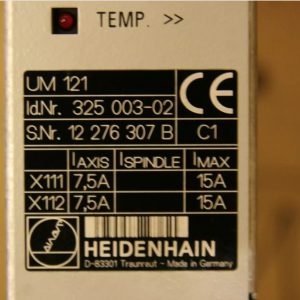 TEMP. >>
UM 121
Id.Nr. 325 003-02
S.Nr. 12 276 307 B C1
CE
IAXIS ISPINDLE IMAX
X111 7,5A 15A
X112 7,5A 15A
HEIDENHAIN
D-83301 Traunreut - Made in Germany